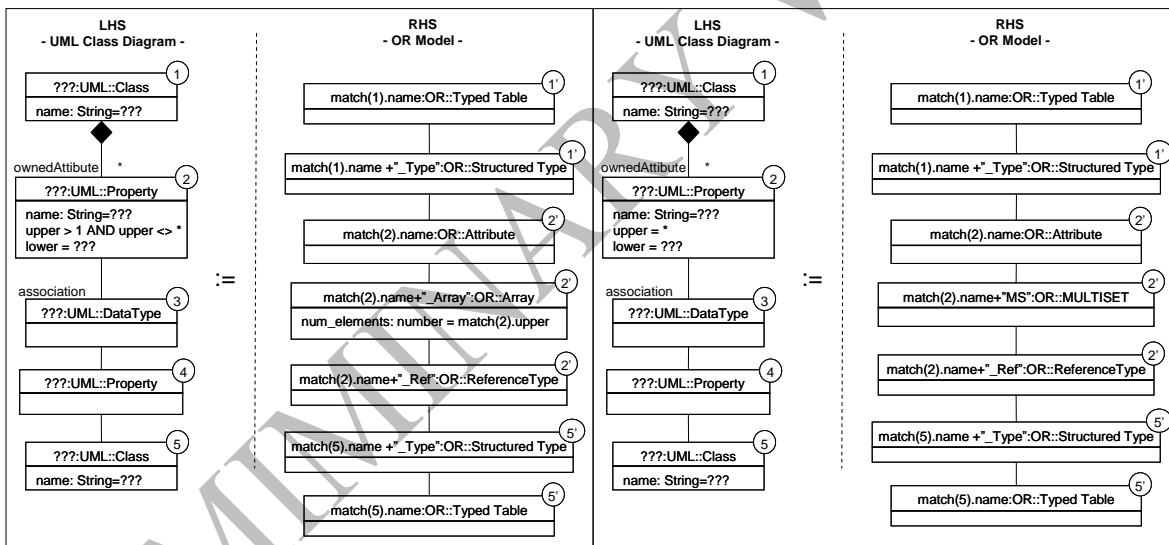 LHS
- UML Class Diagram -
1
???:UML::Class
name: String=???
ownedAttibute
*
2
???:UML::Property
name: String=???
upper > 1 AND upper <> *
lower = ???
association
3
???:UML::DataType
4
???:UML::Property
5
???:UML::Class
name: String=???
:=
RHS
- OR Model -
1'
match(1).name:OR::Typed Table
1'
match(1).name +"_Type":OR::Structured Type
2'
match(2).name:OR::Attribute
2'
match(2).name+"_Array":OR::Array
num_elements: number = match(2).upper
2'
match(2).name+"_Ref":OR::ReferenceType
5'
match(5).name +"_Type":OR::Structured Type
5'
match(5).name:OR::Typed Table
LHS
- UML Class Diagram -
1
???:UML::Class
name: String=???
ownedAttribute
*
2
???:UML::Property
name: String=???
upper = *
lower = ???
association
3
???:UML::DataType
4
???:UML::Property
5
???:UML::Class
name: String=???
:=
RHS
- OR Model -
1'
match(1).name:OR::Typed Table
1'
match(1).name +"_Type":OR::Structured Type
2'
match(2).name:OR::Attribute
2'
match(2).name+"MS":OR::MULTISET
2'
match(2).name+"_Ref":OR::ReferenceType
5'
match(5).name +"_Type":OR::Structured Type
5'
match(5).name:OR::Typed Table
MIMINARY